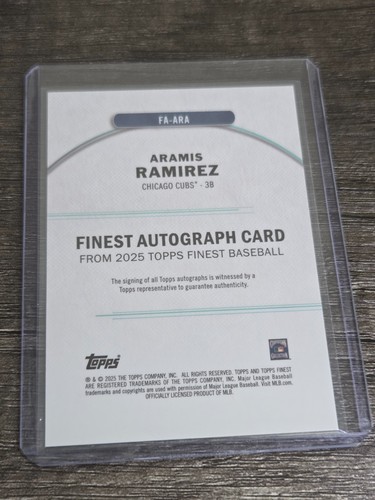 FA-ARA
ARAMIS
RAMIREZ
CHICAGO CUBS™ - 3B
FINEST AUTOGRAPH CARD
FROM 2025 TOPPS FINEST BASEBALL
The signing of all Topps autographs is witnessed by a
Topps representative to guarantee authenticity.
Topps
® & © 2025 THE TOPPS COMPANY, INC. ALL RIGHTS RESERVED. TOPPS AND TOPPS FINEST
ARE REGISTERED TRADEMARKS OF THE TOPPS COMPANY, INC. Major League Baseball
trademarks and copyrights are used with permission of Major League Baseball. Visit MLB.com.
OFFICIALLY LICENSED PRODUCT OF MLB.